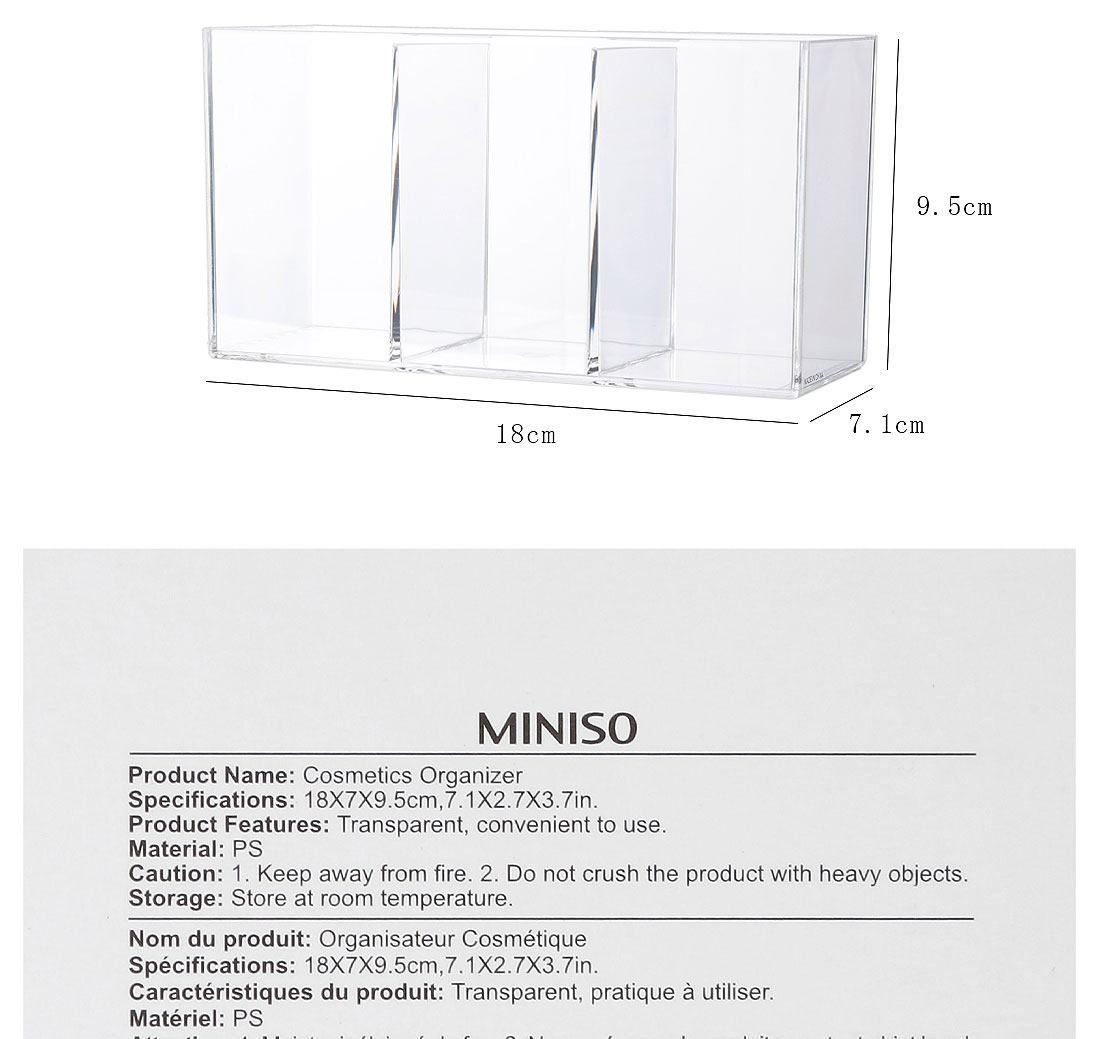 9.5cm
7.1cm
18cm
MINISO
Product Name: Cosmetics Organizer
Specifications: 18X7X9.5cm,7.1X2.7X3.7in.
Product Features: Transparent, convenient to use.
Material: PS
Caution: 1. Keep away from fire. 2. Do not crush the product with heavy objects.
Storage: Store at room temperature.
Nom du produit: Organisateur Cosmétique
Spécifications: 18X7X9.5cm,7.1X2.7X3.7in.
Caractéristiques du produit: Transparent, pratique à utiliser.
Matériel: PS